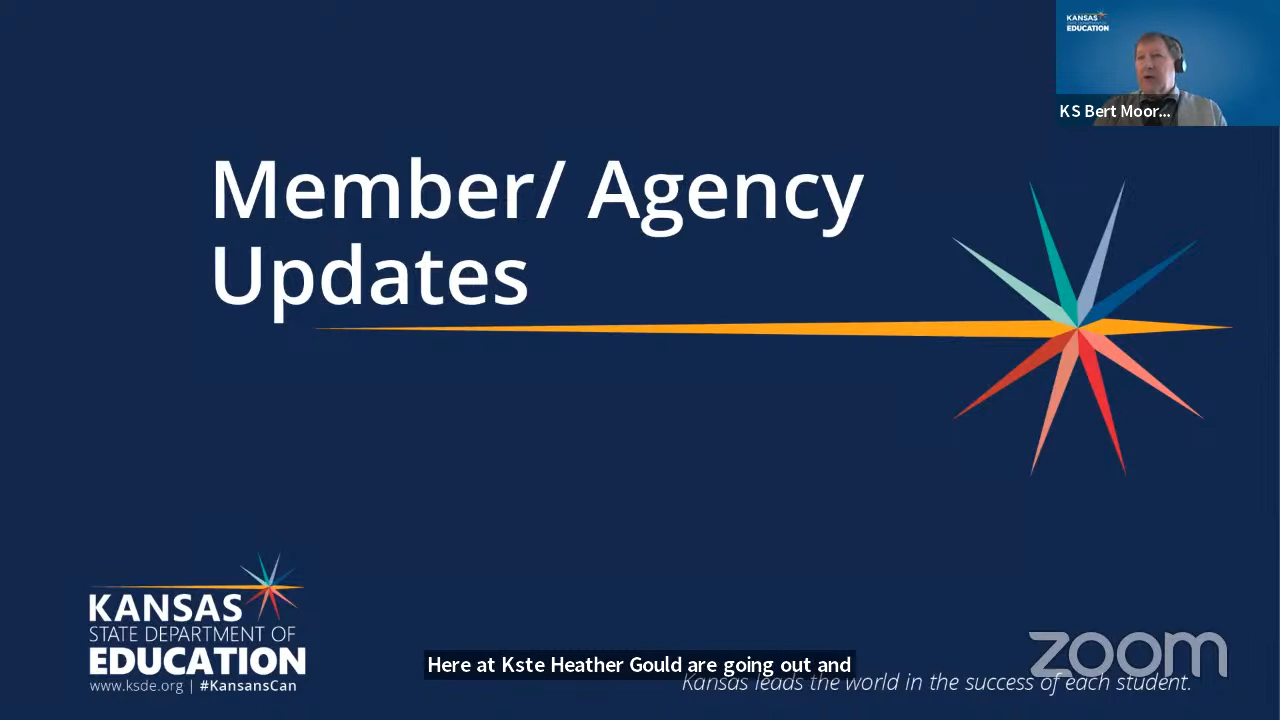 KANSAS
EDUCATION
KS Bert Moor...
Member/ Agency
Updates
KANSAS
STATE DEPARTMENT OF
EDUCATION
www.ksde.org | #KansansCan
Here at Kste Heather Gould are going out and
Kansas leads the world in the success of each student.
zoom